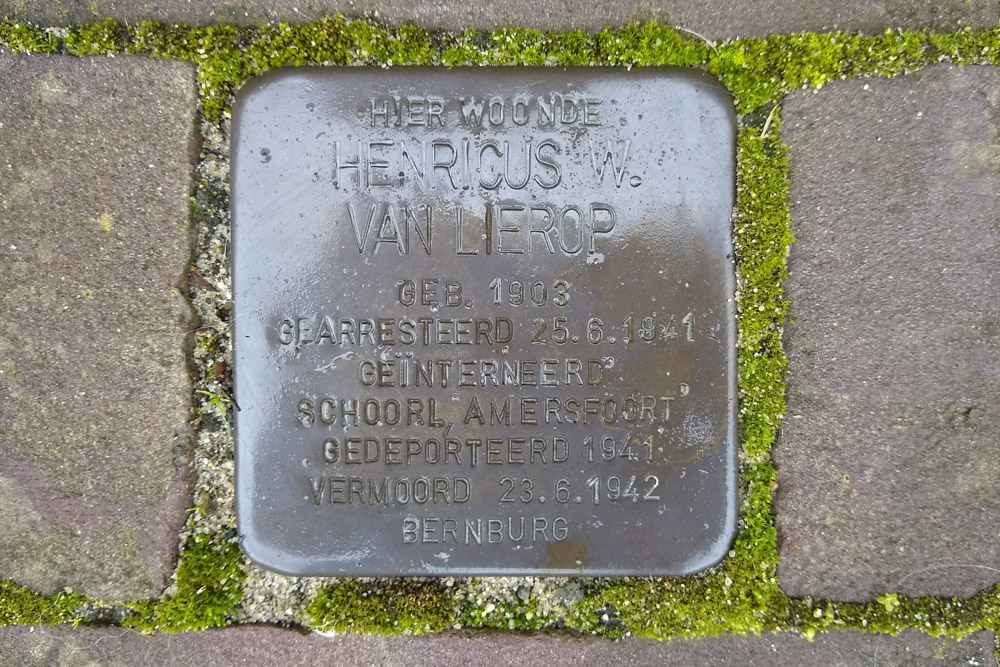 HIER WOONDE
HENRICUS W.
VAN LIEROP
GEB. 1903
GEARRESTEERD 25.6.1941
GEÏNTERNEERD
SCHOORL, AMERSFOORT
GEDEPORTEERD 1941
VERMOORD 23.6.1942
BERNBURG